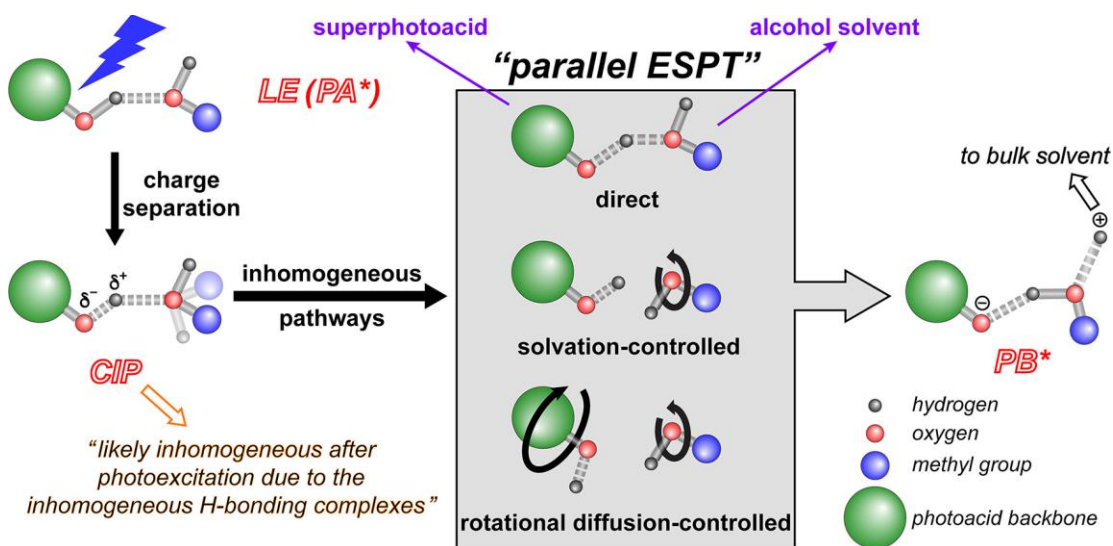 superphotoacid
alcohol solvent
"parallel ESPT"
LE (PA*)
charge
separation
direct
to bulk solvent
δ− δ+
inhomogeneous
pathways
solvation-controlled
⊕
⊖
CIP
PB*
"likely inhomogeneous after
photoexcitation due to the
inhomogeneous H-bonding complexes"
rotational diffusion-controlled
hydrogen
oxygen
methyl group
photoacid backbone